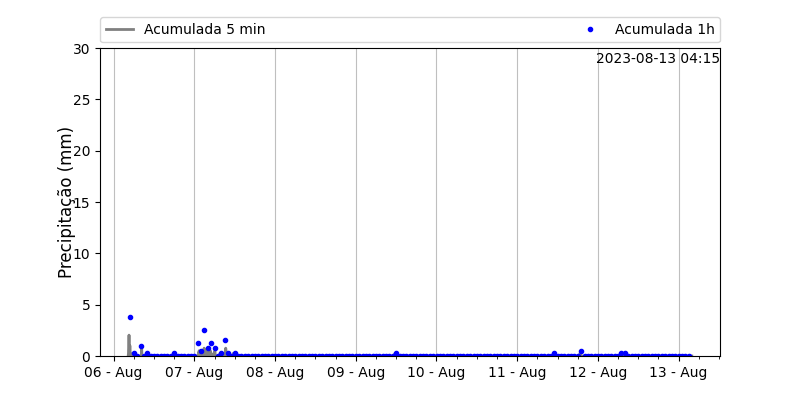 Acumulada 5 min
Acumulada 1h
2023-08-13 04:15
Precipitação (mm)
30
25
20
15
10
5
0
06 - Aug
07 - Aug
08 - Aug
09 - Aug
10 - Aug
11 - Aug
12 - Aug
13 - Aug